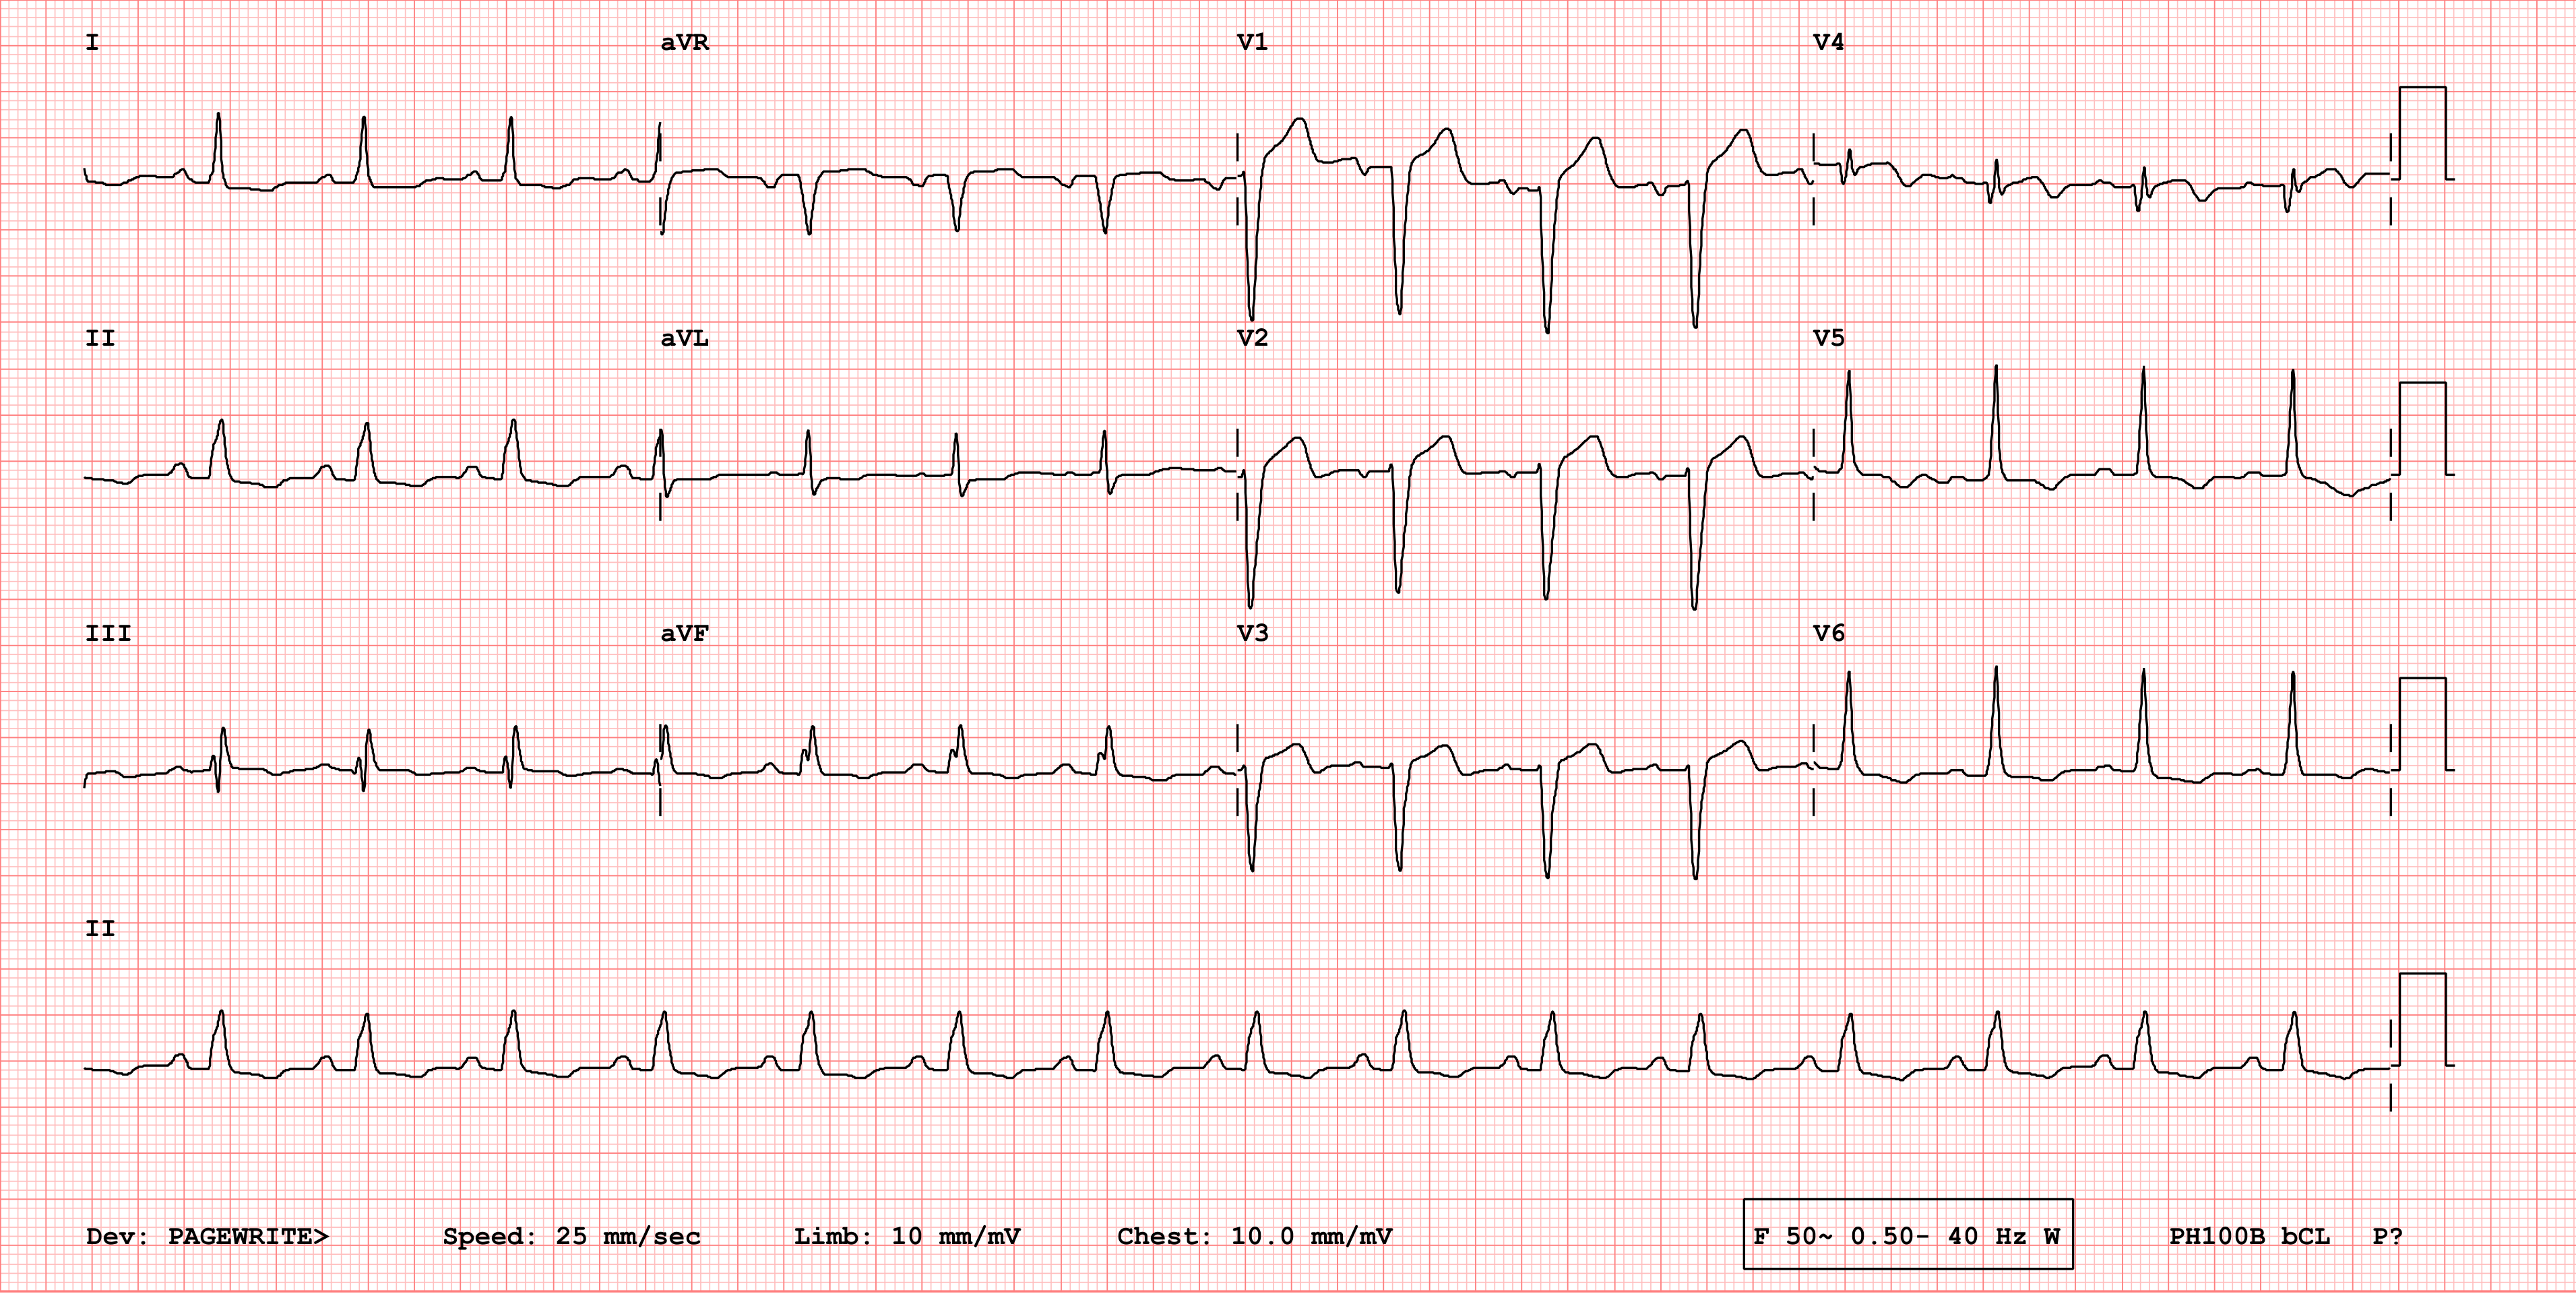 I aVR V1 V4
II aVL V2 V5
III aVF V3 V6
II
Dev: PAGEWRITE> Speed: 25 mm/sec Limb: 10 mm/mV Chest: 10.0 mm/mV F 50~ 0.50- 40 Hz W PH100B bCL P?